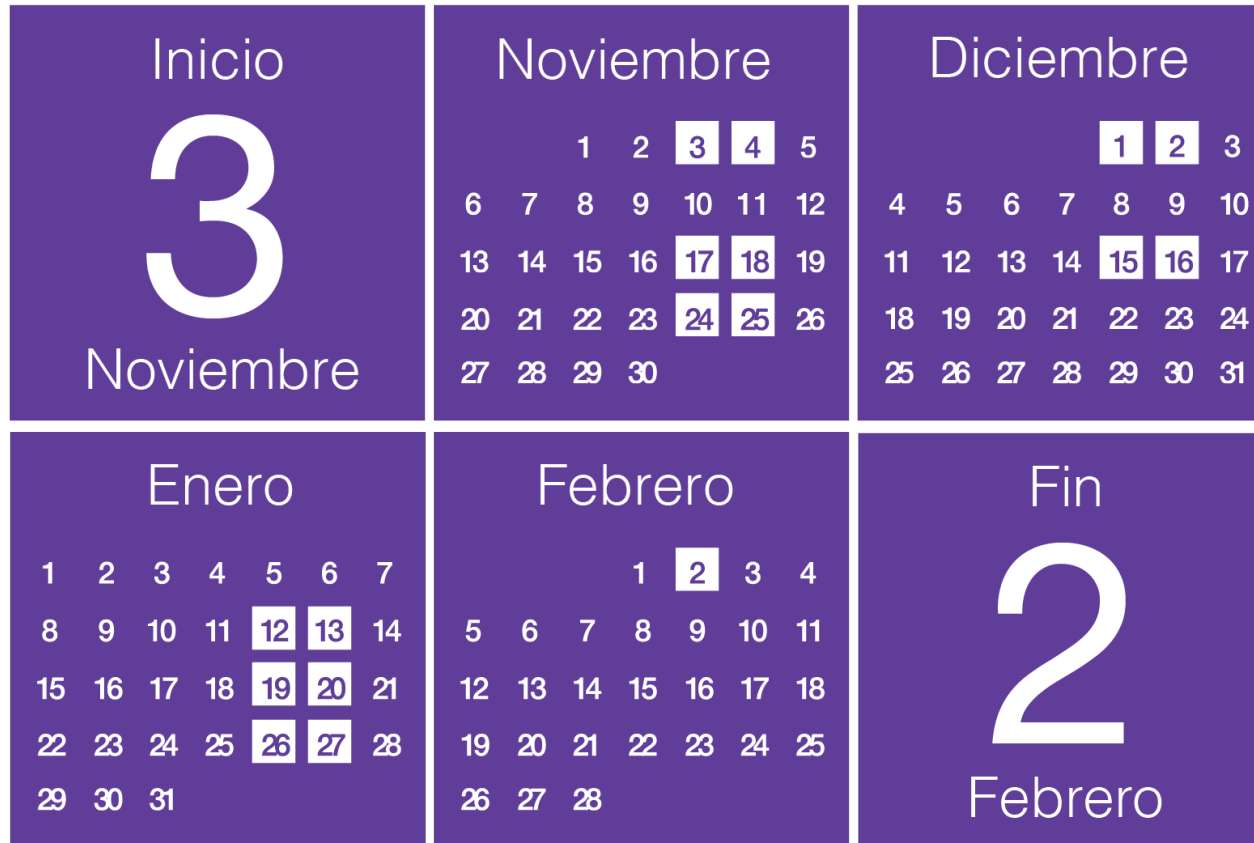 Inicio
3
Noviembre
Noviembre
1 2 3 4 5
6 7 8 9 10 11 12
13 14 15 16 17 18 19
20 21 22 23 24 25 26
27 28 29 30
Diciembre
1 2 3
4 5 6 7 8 9 10
11 12 13 14 15 16 17
18 19 20 21 22 23 24
25 26 27 28 29 30 31
Enero
1 2 3 4 5 6 7
8 9 10 11 12 13 14
15 16 17 18 19 20 21
22 23 24 25 26 27 28
29 30 31
Febrero
1 2 3 4
5 6 7 8 9 10 11
12 13 14 15 16 17 18
19 20 21 22 23 24 25
26 27 28
Fin
2
Febrero